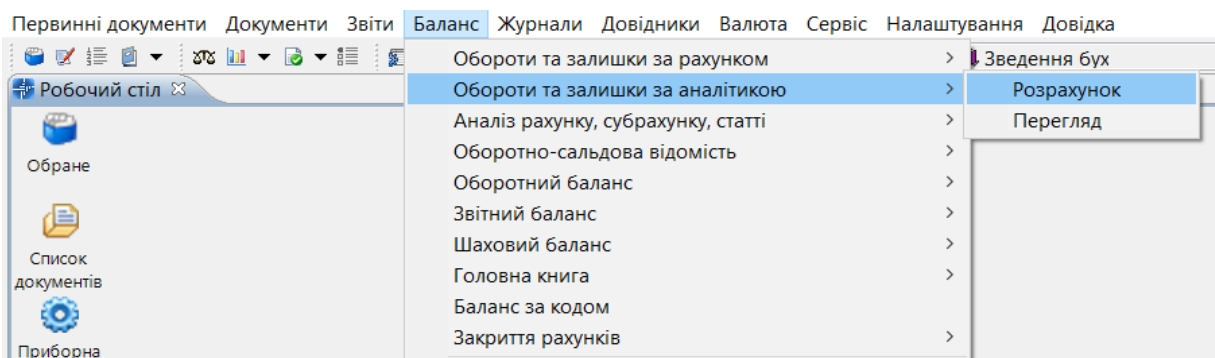 Первинні документи Документи Звіти Баланс Журнали Довідники Валюта Сервіс Налаштування Довідка
Зведення бух
Робочий стіл
Обране
Список
документів
Приборна
Обороти та залишки за рахунком
Обороти та залишки за аналітикою
Аналіз рахунку, субрахунку, статті
Оборотно-сальдова відомість
Оборотний баланс
Звітний баланс
Шаховий баланс
Головна книга
Баланс за кодом
Закриття рахунків
Розрахунок
Перегляд